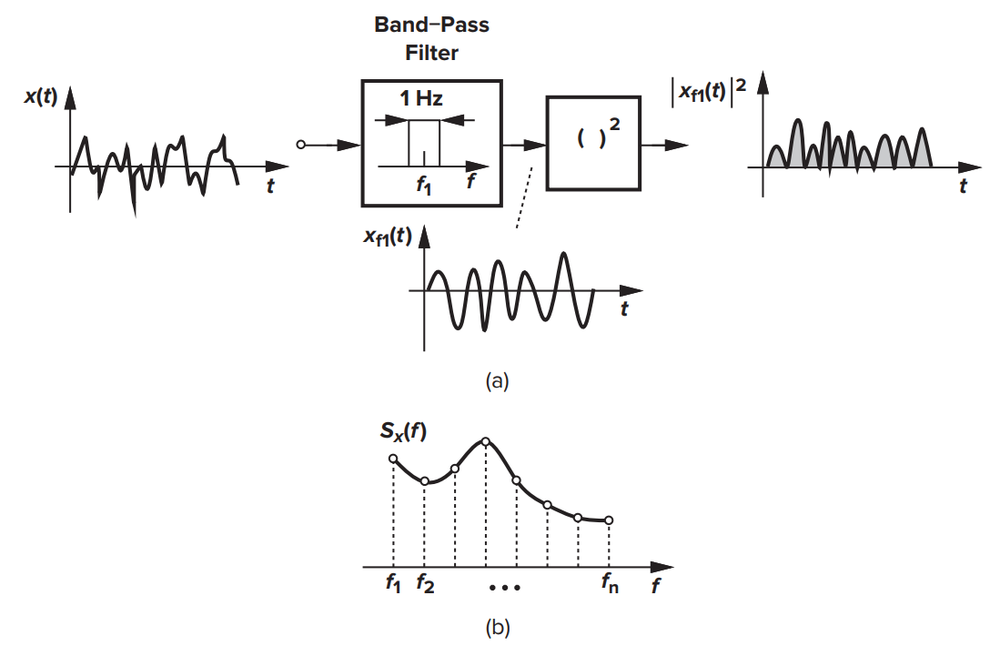 Band–Pass
Filter
x(t)
t
1 Hz
f1
f
( )2
|xf1(t)|2
t
xf1(t)
t
(a)
Sx(f)
f1 f2 ••• fn f
(b)